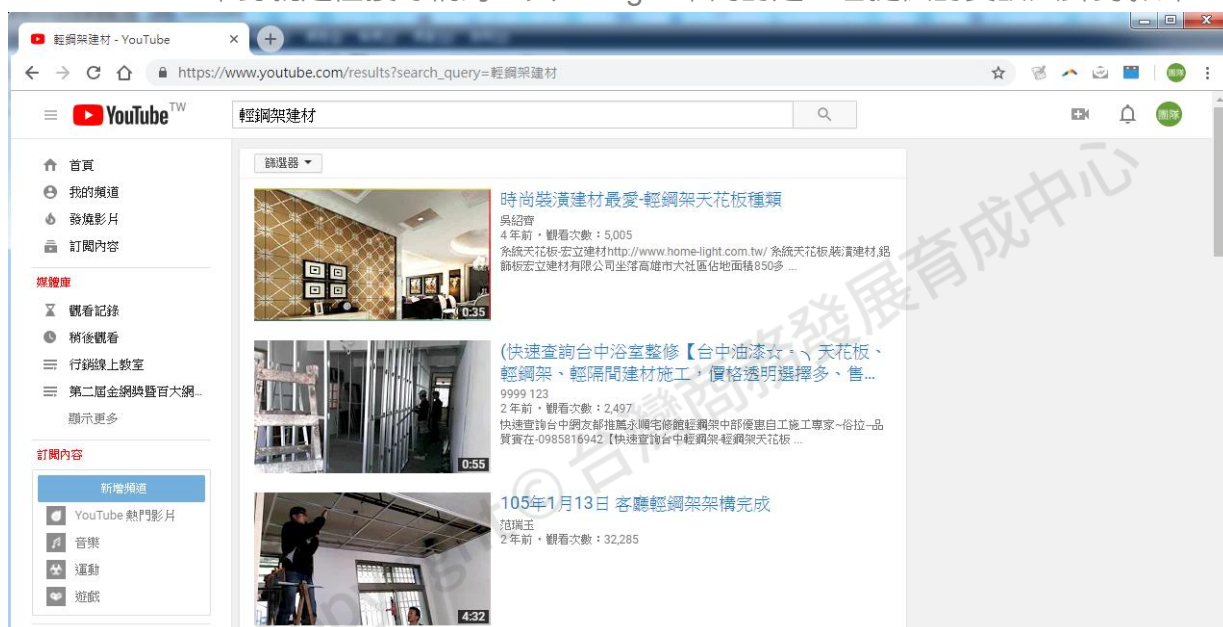 輕鋼架建材 - YouTube
https://www.youtube.com/results?search_query=輕鋼架建材
團隊
YouTube TW
輕鋼架建材
團隊
首頁
我的頻道
發燒影片
訂閱內容
媒體庫
觀看記錄
稍後觀看
行銷線上教室
第二屆金網獎暨百大網...
顯示更多
訂閱內容
新增頻道
YouTube 熱門影片
音樂
運動
遊戲
篩選器
時尚裝潢建材最愛-輕鋼架天花板種類
吳紹齊
4 年前・觀看次數：5,005
系統天花板-宏立建材http://www.home-light.com.tw/ 系統天花板,裝潢建材,鋁
飾板宏立建材有限公司坐落高雄市大社區佔地面積850多 ...
0:35
(快速查詢台中浴室整修【台中油漆☆﹦╮天花板、
輕鋼架、輕隔間建材施工，價格透明選擇多、售...
9999 123
2 年前・觀看次數：2,497
快速查詢台中網友都推薦永順宅修館輕鋼架中部優惠自工施工專家~俗拉--品
質實在-0985816942【快速查詢台中輕鋼架-輕鋼架天花板 ...
0:55
105年1月13日 客廳輕鋼架架構完成
范瑞玉
2 年前・觀看次數：32,285
4:32
Copyright © 台灣商務發展育成中心